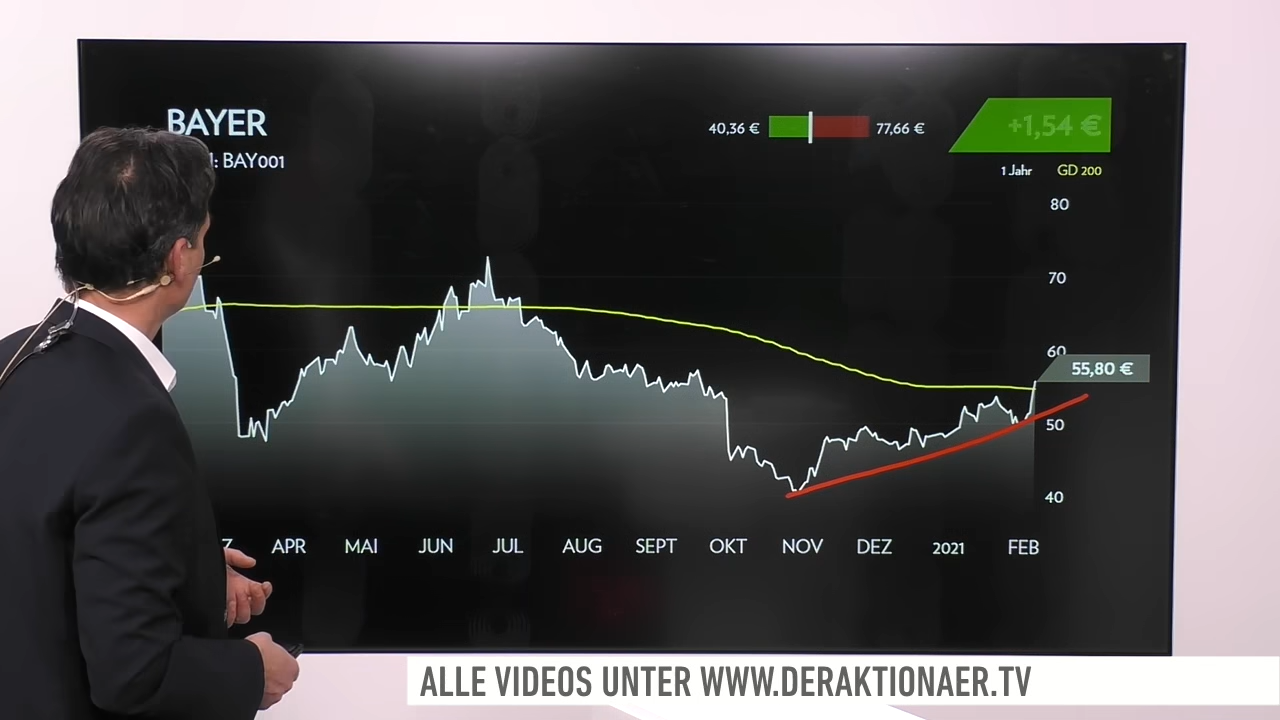 BAYER
: BAY001
40,36 €
77,66 €
+1,54 €
1 Jahr
GD 200
80
70
60
55,80 €
50
40
APR
MAI
JUN
JUL
AUG
SEPT
OKT
NOV
DEZ
2021
FEB
ALLE VIDEOS UNTER WWW.DERAKTIONAER.TV